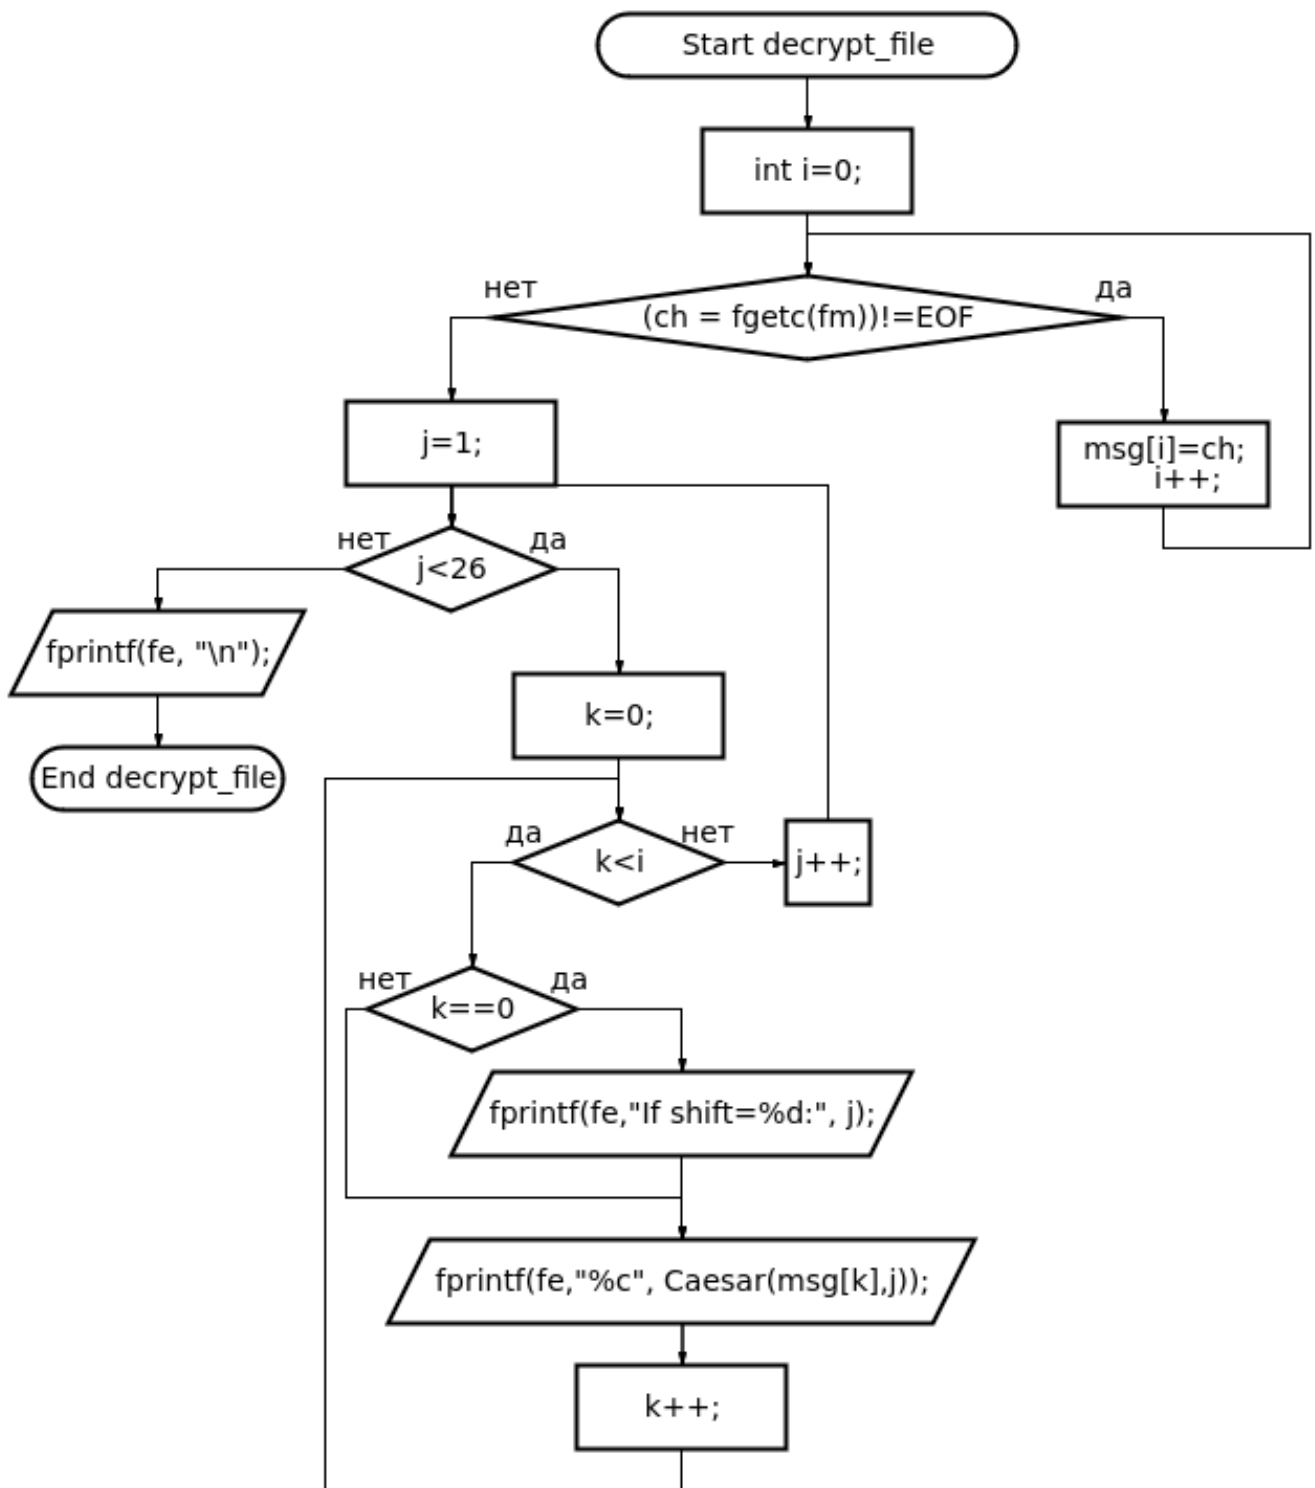 Start decrypt_file
int i=0;
нет
да
(ch = fgetc(fm))!=EOF
j=1;
msg[i]=ch;
i++;
нет
да
j<26
fprintf(fe, "\n");
k=0;
End decrypt_file
да
нет
k<i
j++;
нет
да
k==0
fprintf(fe,"If shift=%d:", j);
fprintf(fe,"%c", Caesar(msg[k],j));
k++;